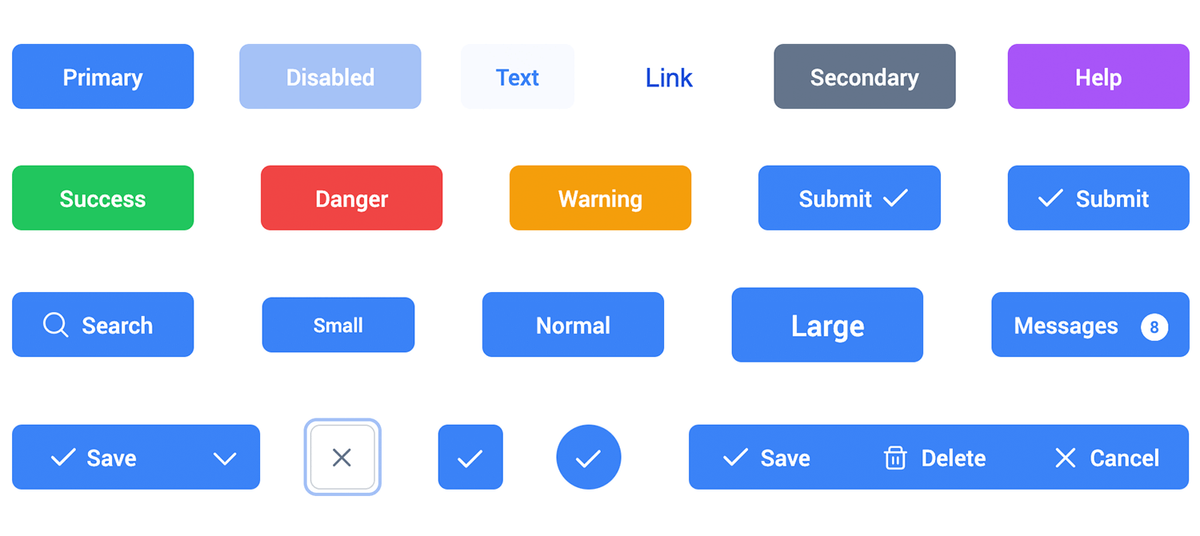 Primary Disabled Text Link Secondary Help
Success Danger Warning Submit Submit
Search Small Normal Large Messages 8
Save Save Delete Cancel